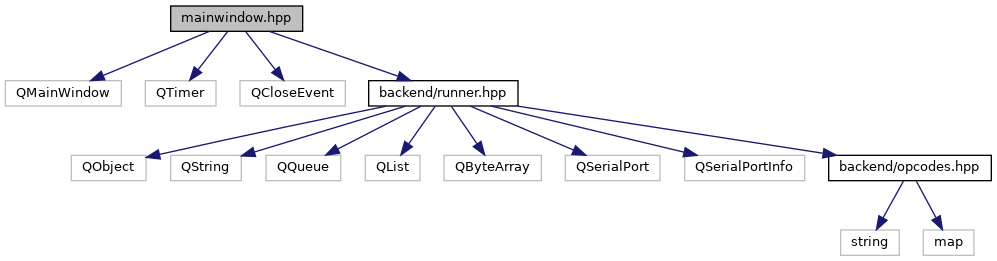 mainwindow.hpp
QMainWindow
QTimer
QCloseEvent
backend/runner.hpp
QObject
QString
QQueue
QList
QByteArray
QSerialPort
QSerialPortInfo
backend/opcodes.hpp
string
map